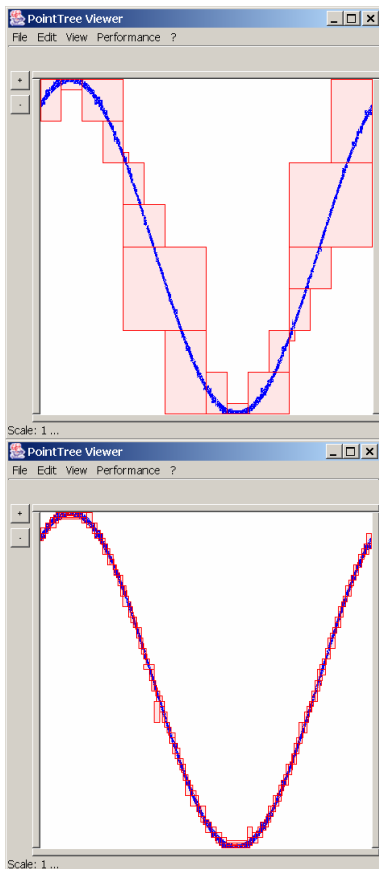 PointTree Viewer
File Edit View Performance ?
+
-
Scale: 1 ...
PointTree Viewer
File Edit View Performance ?
+
-
Scale: 1 ...